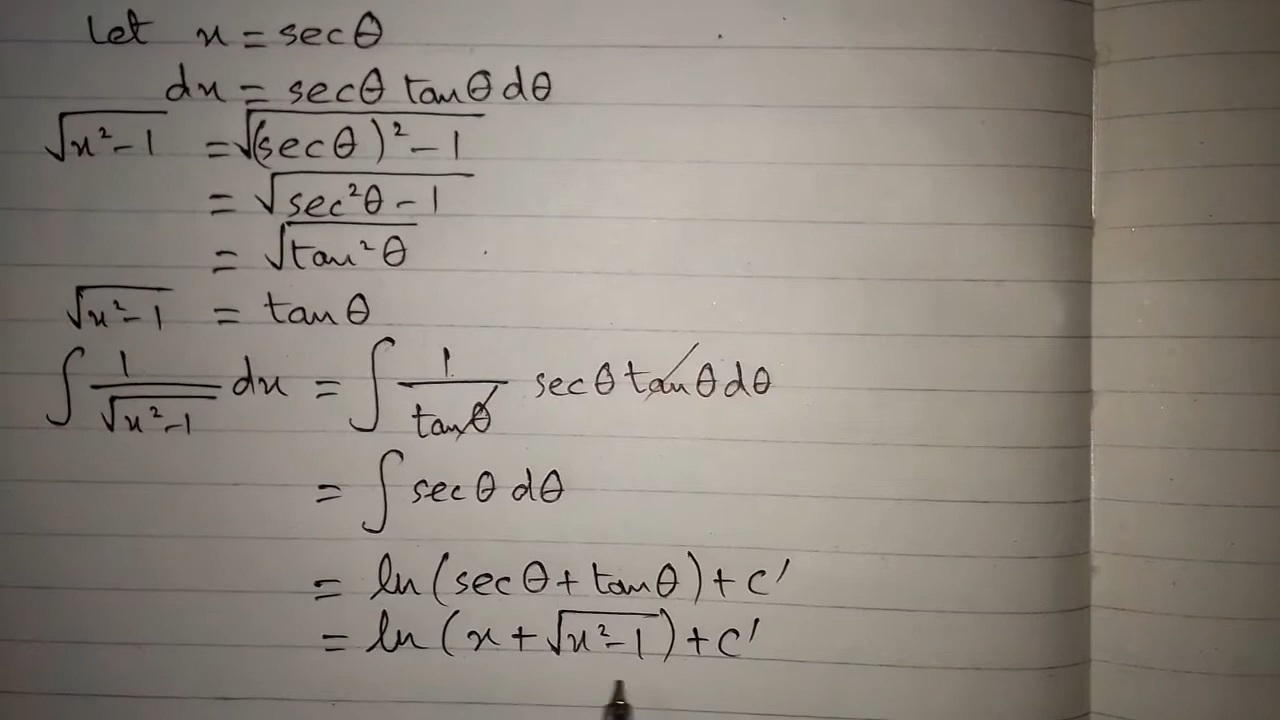 Let x = secθ
dx = secθ tanθ dθ
√(x²-1) = √((secθ)²-1)
= √(sec²θ-1)
= √(tan²θ)
√(x²-1) = tanθ
∫ 1/√(x²-1) dx = ∫ 1/tanθ secθ tanθ dθ
= ∫ secθ dθ
= ln(secθ + tanθ) + c'
= ln(x + √(x²-1)) + c'